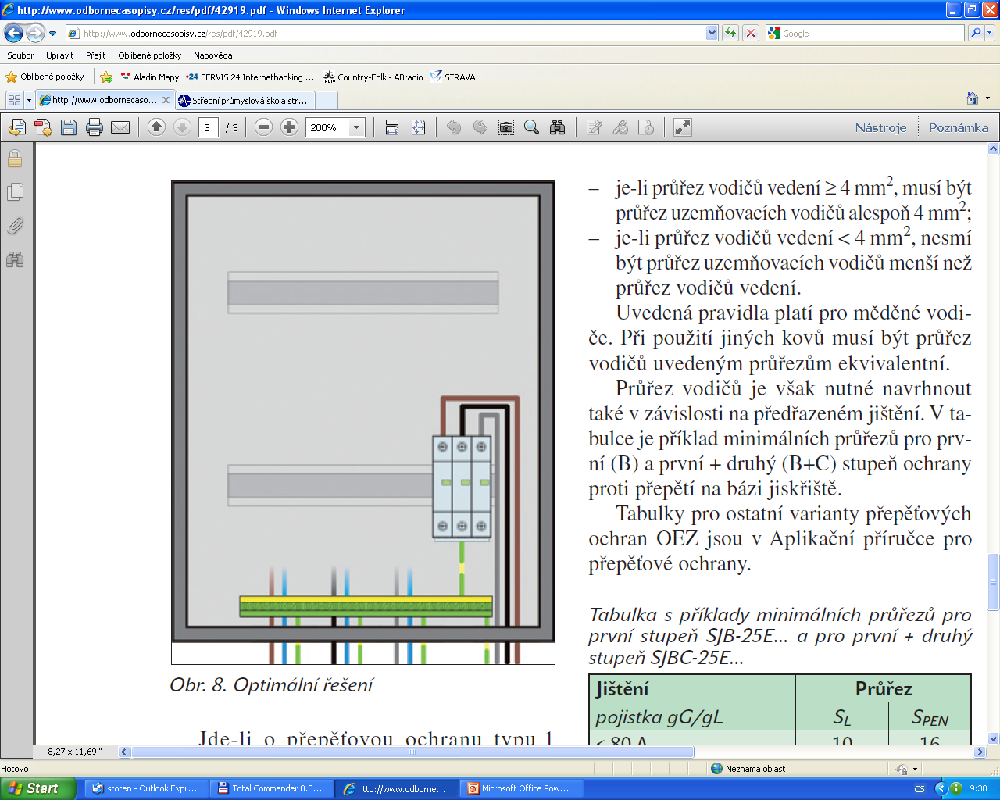 http://www.odbornecasopisy.cz/res/pdf/42919.pdf - Windows Internet Explorer
http://www.odbornecasopisy.cz/res/pdf/42919.pdf
Google
Soubor Upravit Přejít Oblíbené položky Nápověda
Oblíbené položky Aladin Mapy SERVIS 24 Internetbanking ... Country-Folk - ABradio STRAVA
http://www.odbornecaso... Střední průmyslová škola str...
3 / 3 200% Nástroje Poznámka
– je-li průřez vodičů vedení ≥ 4 mm², musí být
průřez uzemňovacích vodičů alespoň 4 mm²;
– je-li průřez vodičů vedení < 4 mm², nesmí
být průřez uzemňovacích vodičů menší než
průřez vodičů vedení.
Uvedená pravidla platí pro měděné vodi-
če. Při použití jiných kovů musí být průřez
vodičů uvedeným průřezům ekvivalentní.
Průřez vodičů je však nutné navrhnout
také v závislosti na předřazeném jištění. V ta-
bulce je příklad minimálních průřezů pro prv-
ní (B) a první + druhý (B+C) stupeň ochrany
proti přepětí na bázi jiskřiště.
Tabulky pro ostatní varianty přepěťových
ochran OEZ jsou v Aplikační příručce pro
přepěťové ochrany.
Tabulka s příklady minimálních průřezů pro
první stupeň SJB-25E... a pro první + druhý
stupeň SJBC-25E...
Jištění Průřez
pojistka gG/gL S_L S_PEN
≤ 80 A 10 16
Obr. 8. Optimální řešení
Jde-li o přepěťovou ochranu typu 1
8,27 x 11,69 "
Hotovo Neznámá oblast
Start stoten - Outlook Expr... Total Commander 8.0... http://www.odborne... Microsoft Office Pow... CS 9:38